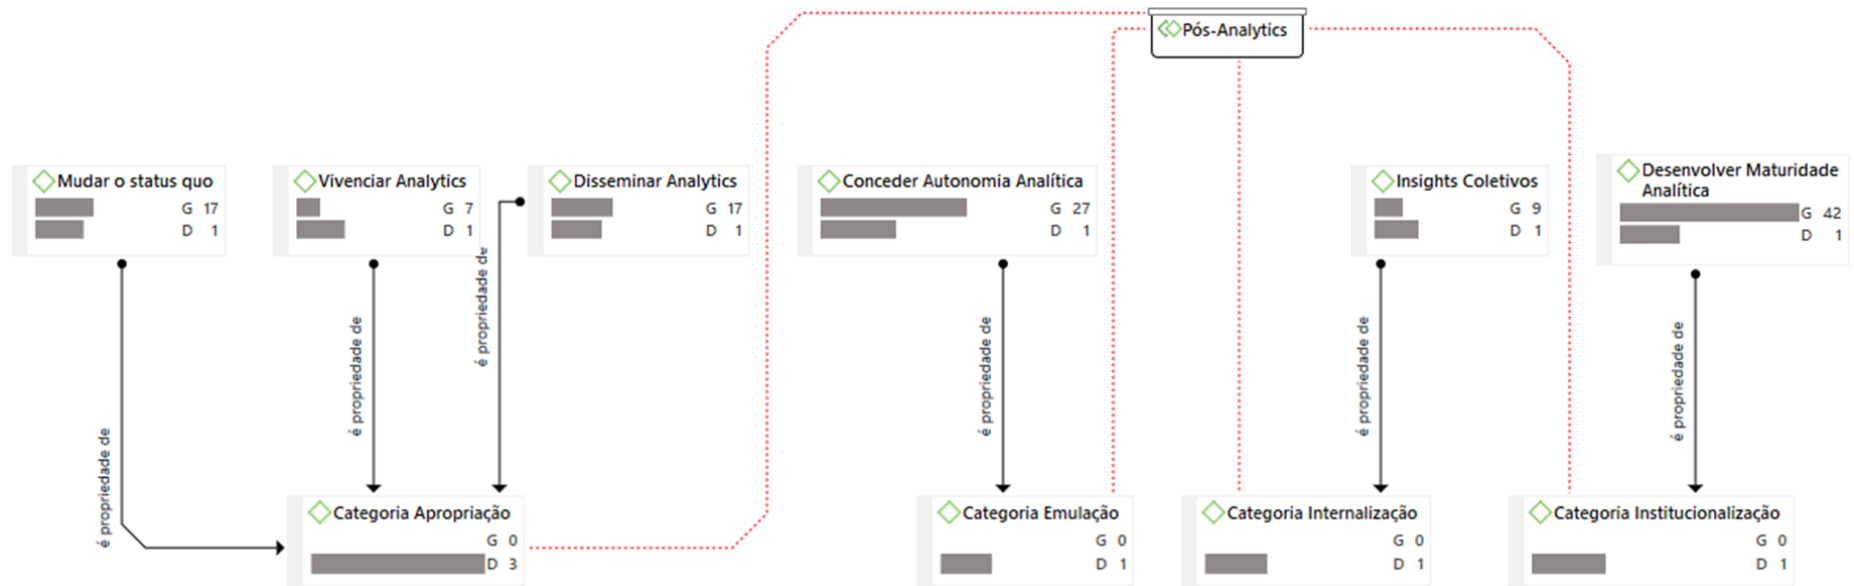 Pós-Analytics
Mudar o status quo
G 17
D 1
Vivenciar Analytics
G 7
D 1
Disseminar Analytics
G 17
D 1
Conceder Autonomia Analítica
G 27
D 1
Insights Coletivos
G 9
D 1
Desenvolver Maturidade
Analítica
G 42
D 1
é propriedade de
é propriedade de
é propriedade de
é propriedade de
é propriedade de
é propriedade de
Categoria Apropriação
G 0
D 3
Categoria Emulação
G 0
D 1
Categoria Internalização
G 0
D 1
Categoria Institucionalização
G 0
D 1